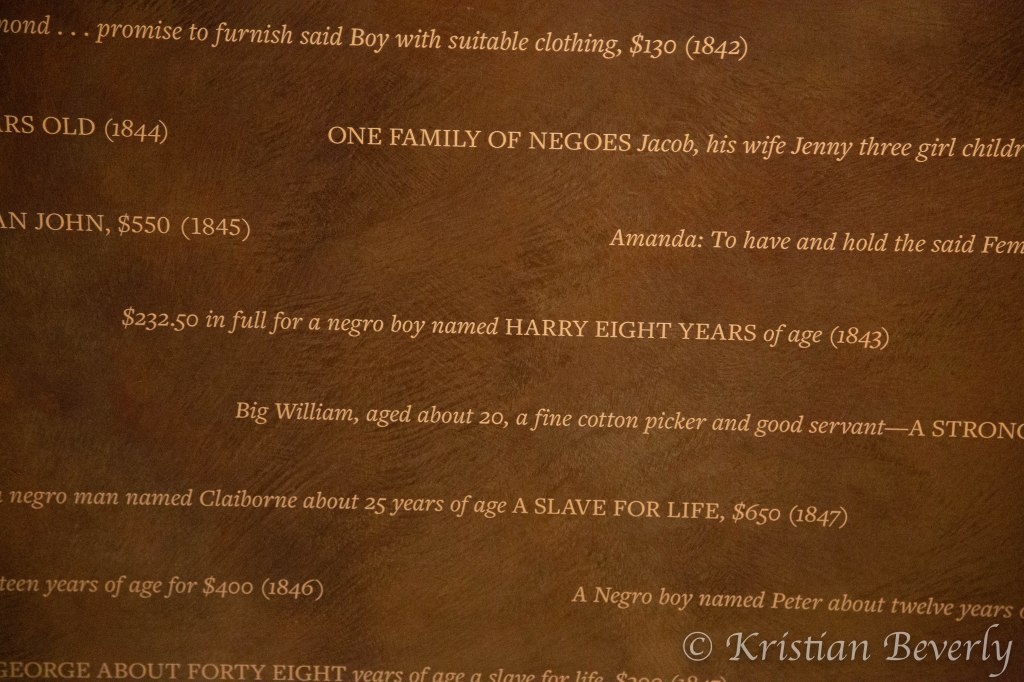 mond . . . promise to furnish said Boy with suitable clothing, $130 (1842)
ARS OLD (1844)
ONE FAMILY OF NEGOES Jacob, his wife Jenny three girl childr
AN JOHN, $550 (1845)
Amanda: To have and hold the said Fem
$232.50 in full for a negro boy named HARRY EIGHT YEARS of age (1843)
Big William, aged about 20, a fine cotton picker and good servant—A STRONG
a negro man named Claiborne about 25 years of age A SLAVE FOR LIFE, $650 (1847)
teen years of age for $400 (1846)
A Negro boy named Peter about twelve years o
GEORGE ABOUT FORTY EIGHT years of age a slave for life,
© Kristian Beverly